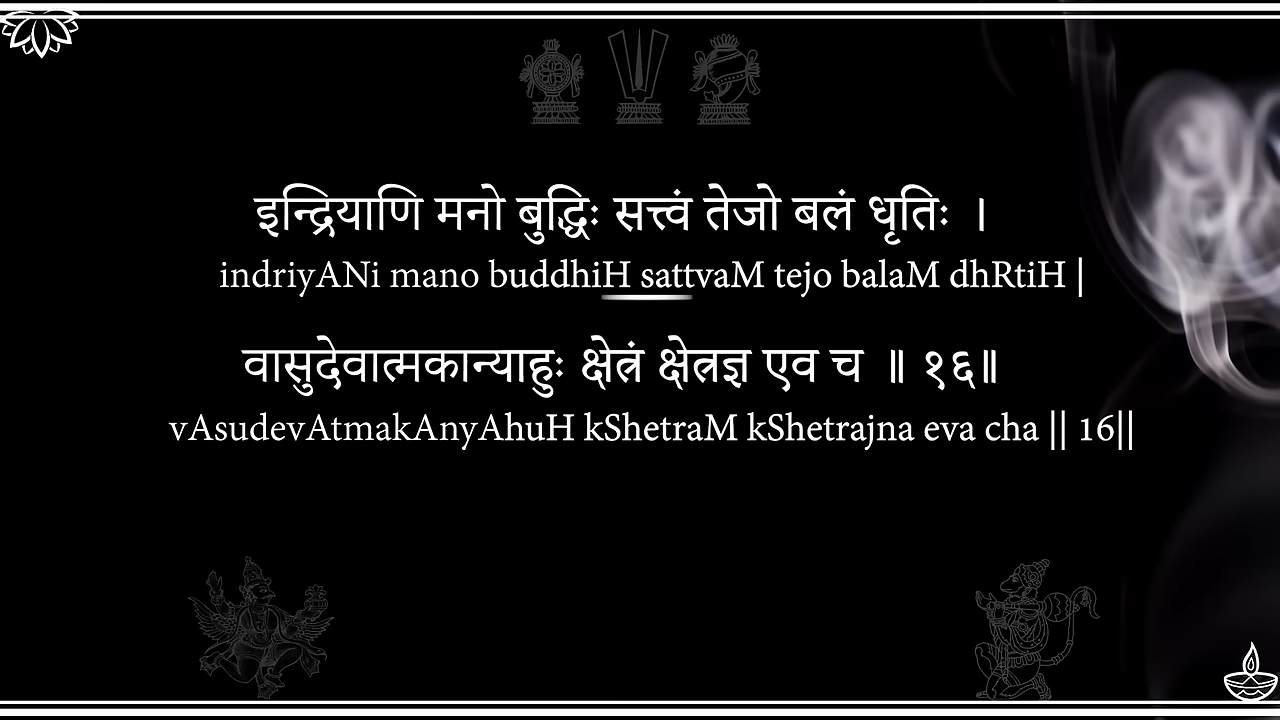 इन्द्रियाणि मनो बुद्धिः सत्त्वं तेजो बलं धृतिः ।
indriyANi mano buddhiH sattvaM tejo balaM dhRtiH |
वासुदेवात्मकान्याहुः क्षेत्रं क्षेत्रज्ञ एव च ॥ १६॥
vAsudevAtmakAnyAhuH kShetraM kShetrajna eva cha || 16||